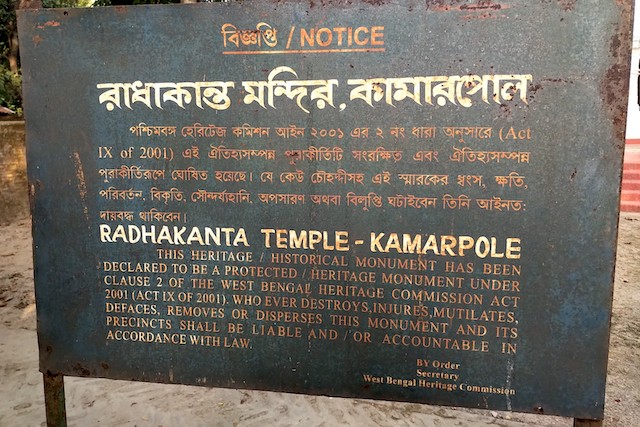 বিজ্ঞপ্তি / NOTICE
রাধাকান্ত মন্দির, কামারপোল
পশ্চিমবঙ্গ হেরিটেজ কমিশন আইন ২০০১ এর ২ নং ধারা অনুসারে (Act
IX of 2001) এই ঐতিহ্যসম্পন্ন পুরাকীর্তিটি সংরক্ষিত এবং ঐতিহ্যসম্পন্ন
পুরাকীর্তিরূপে ঘোষিত হয়েছে। যে কেউ চৌহদ্দীসহ এই স্মারকের ধ্বংস, ক্ষতি,
পরিবর্তন, বিকৃতি, সৌন্দর্যহানি, অপসারণ অথবা বিলুপ্তি ঘটাইবেন তিনি আইনত:
দায়বদ্ধ থাকিবেন।
RADHAKANTA TEMPLE - KAMARPOLE
THIS HERITAGE / HISTORICAL MONUMENT HAS BEEN
DECLARED TO BE A PROTECTED / HERITAGE MONUMENT UNDER
CLAUSE 2 OF THE WEST BENGAL HERITAGE COMMISSION ACT
2001 (ACT IX OF 2001). WHO EVER DESTROYS, INJURES, MUTILATES,
DEFACES, REMOVES OR DISPERSES THIS MONUMENT AND ITS
PRECINCTS SHALL BE LIABLE AND / OR ACCOUNTABLE IN
ACCORDANCE WITH LAW.
BY Order
Secretary
West Bengal Heritage Commission